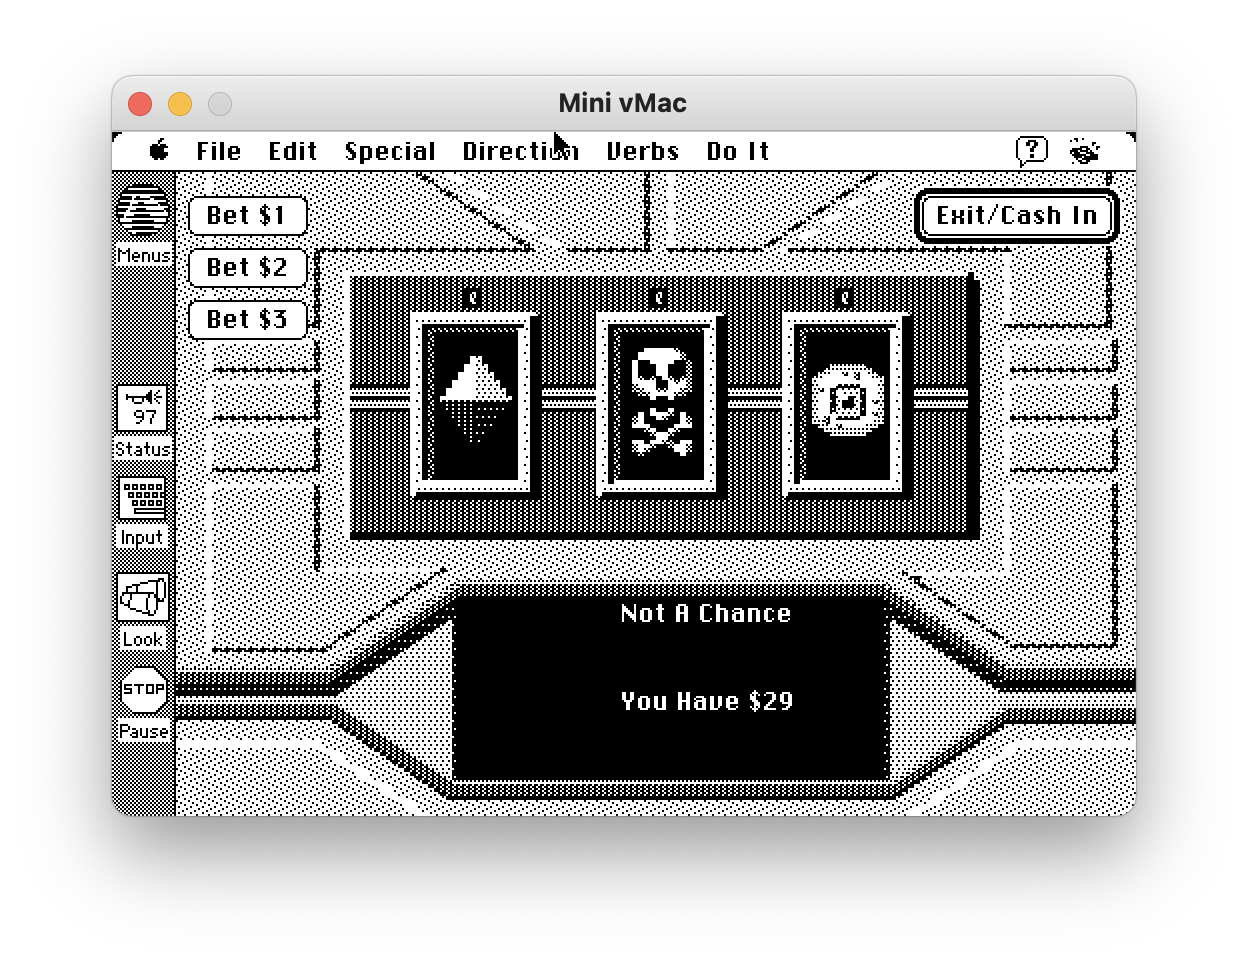 Mini vMac
File Edit Special Direction Verbs Do It ?
Bet $1
Exit/Cash In
Menus
Bet $2
Bet $3
97
Status
Input
Not A Chance
Look
STOP
You Have $29
Pause